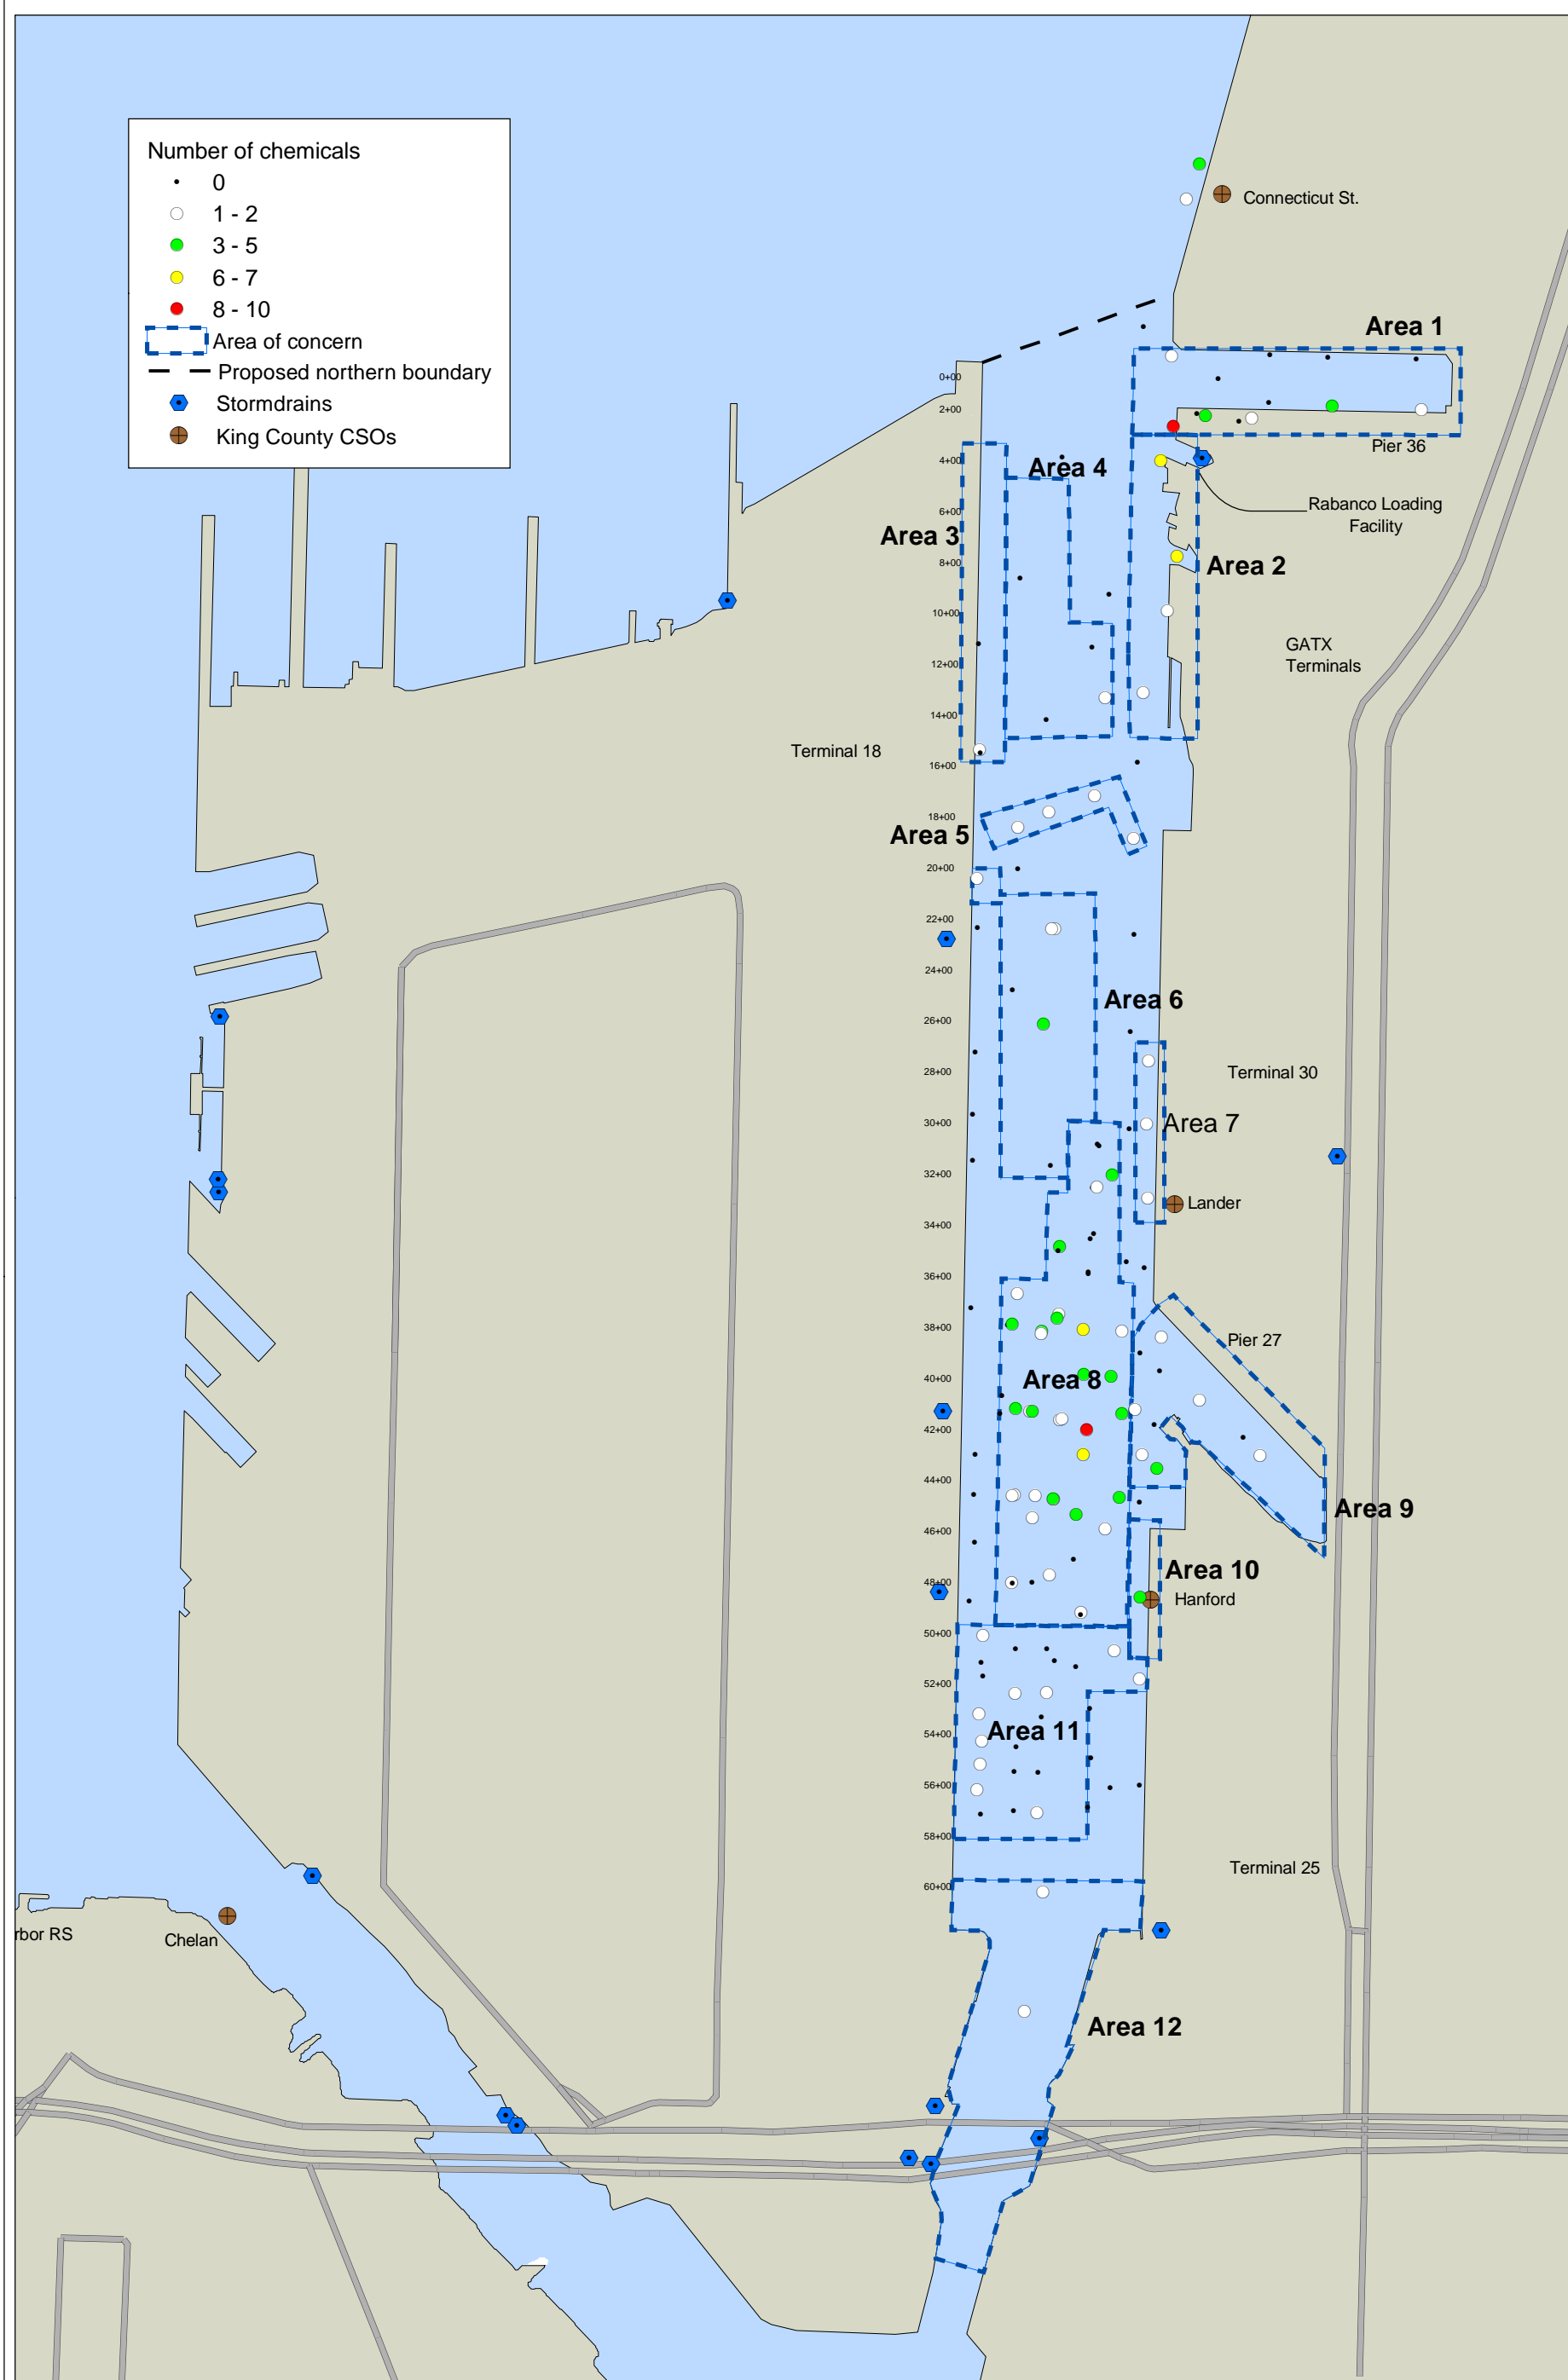 Number of chemicals
0
1 - 2
3 - 5
6 - 7
8 - 10
Area of concern
Proposed northern boundary
Stormdrains
King County CSOs
Connecticut St.
Area 1
0+00
2+00
Pier 36
4+00
Area 4
Rabanco Loading
Facility
6+00
Area 3
8+00
Area 2
10+00
GATX
Terminals
12+00
14+00
Terminal 18
16+00
18+00
Area 5
20+00
22+00
24+00
Area 6
26+00
28+00
Terminal 30
30+00
Area 7
32+00
Lander
34+00
36+00
38+00
Pier 27
40+00
Area 8
42+00
44+00
Area 9
46+00
Area 10
48+00
Hanford
50+00
52+00
54+00
Area 11
56+00
58+00
Terminal 25
60+00
rbor RS
Chelan
Area 12